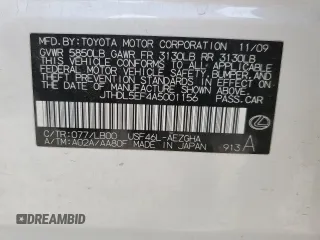 MFD.BY:TOYOTA MOTOR CORPORATION 11/09
GVWR 5850LB GAWR FR 3130LB RR 3130LB
THIS VEHICLE CONFORMS TO ALL APPLICABLE
FEDERAL MOTOR VEHICLE SAFETY, BUMPER,
AND THEFT PREVENTION STANDARDS IN EFFECT
ON THE DATE OF MANUFACTURE SHOWN ABOVE.
JTHDL5EF4A5001156 PASS.CAR
C/TR:077/LB00 USF46L-AEZGHA
A/TM:A02A/AA80F MADE IN JAPAN 913 A
© DREAMBID